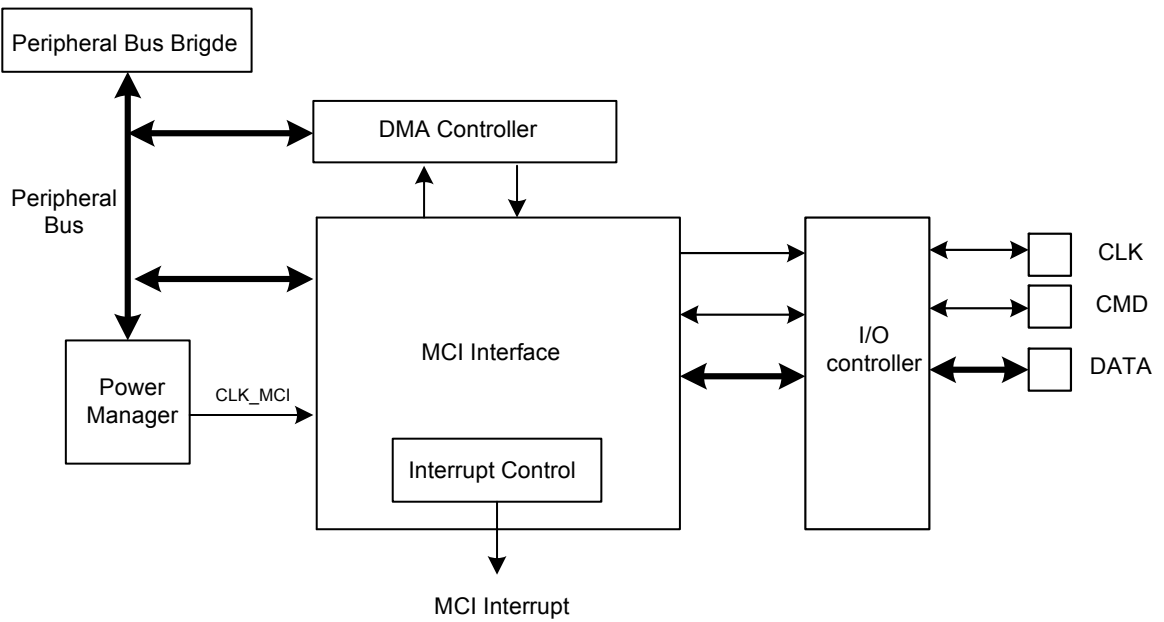 Peripheral Bus Brigde
DMA Controller
Peripheral
Bus
CLK
CMD
DATA
I/O
controller
MCI Interface
Power
Manager
CLK_MCI
Interrupt Control
MCI Interrupt